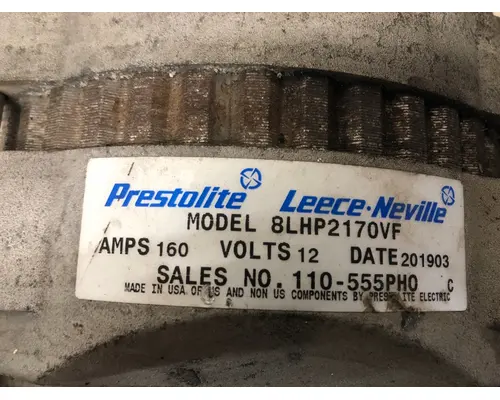 Prestolite Leece-Neville
MODEL 8LHP2170VF
AMPS 160 VOLTS 12 DATE 201903
SALES NO. 110-555PHO C
MADE IN USA OF US AND NON US COMPONENTS BY PRESTOLITE ELECTRIC